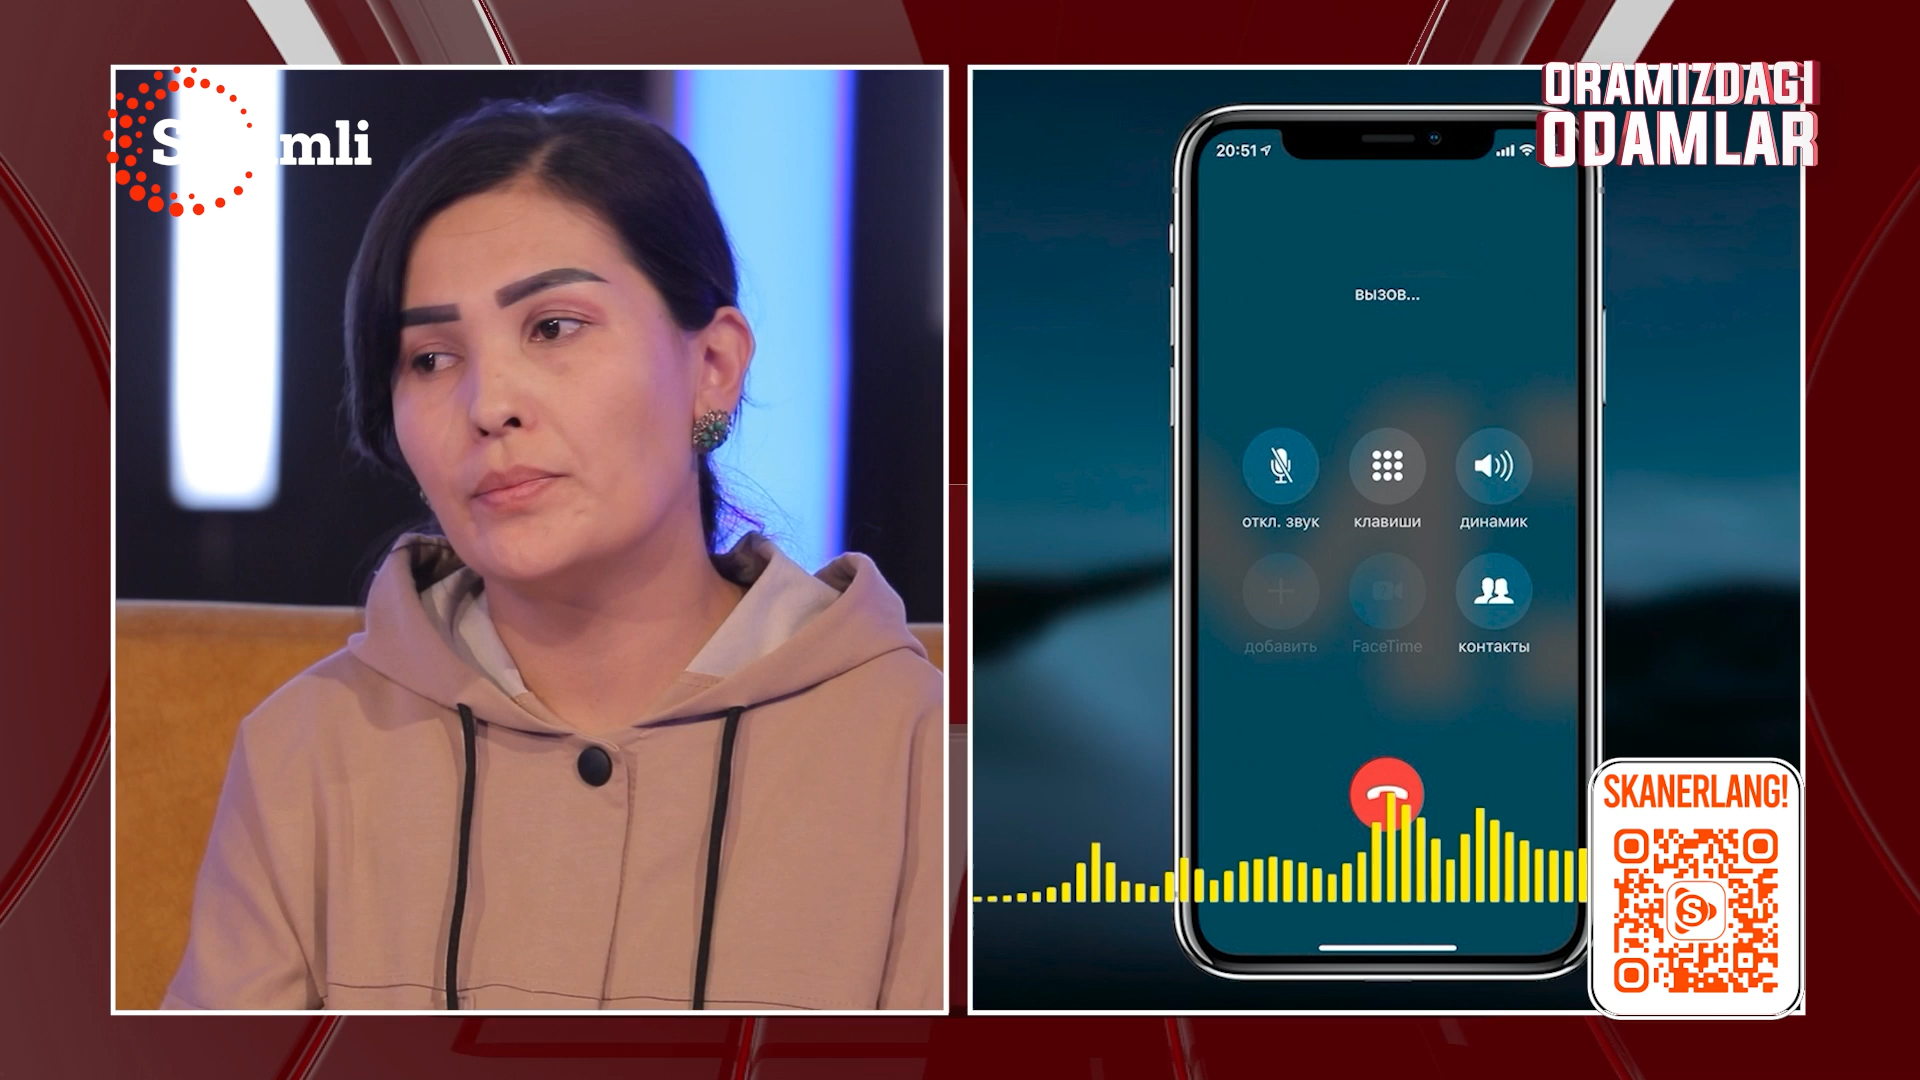 ORAMIZDAGI
ODAMLAR
20:51
вызов...
откл. звук
клавиши
динамик
добавить
FaceTime
контакты
SKANERLANG!